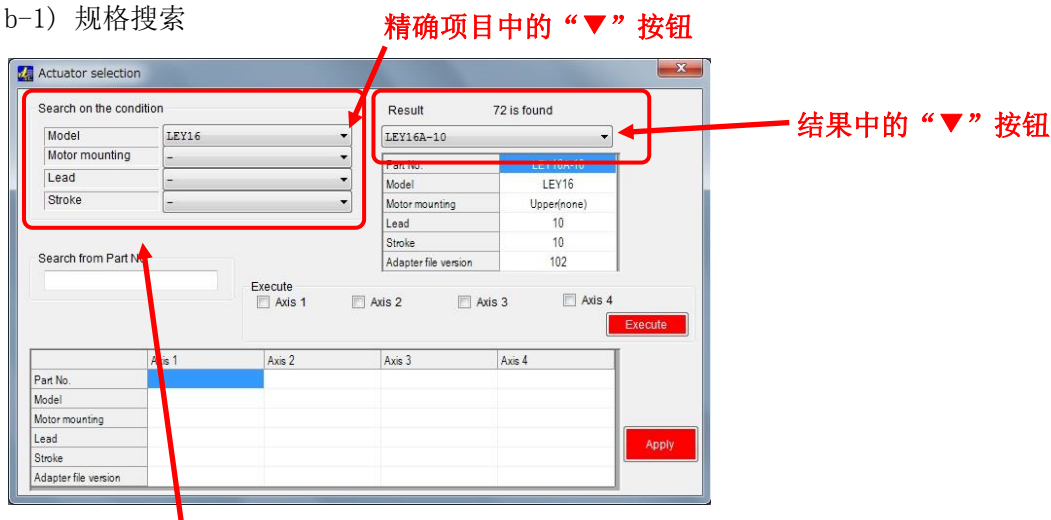 b-1) 规格搜索
精确项目中的“▼”按钮
Actuator selection
Search on the condition
Model LEY16
Motor mounting -
Lead -
Stroke -
Result 72 is found
LEY16A-10
结果中的“▼”按钮
Part No. LEY16A-10
Model LEY16
Motor mounting Upper(none)
Lead 10
Stroke 10
Adapter file version 102
Search from Part No
Execute
Axis 1 Axis 2 Axis 3 Axis 4
Execute
Axis 1 Axis 2 Axis 3 Axis 4
Part No.
Model
Motor mounting
Lead
Stroke
Adapter file version
Apply